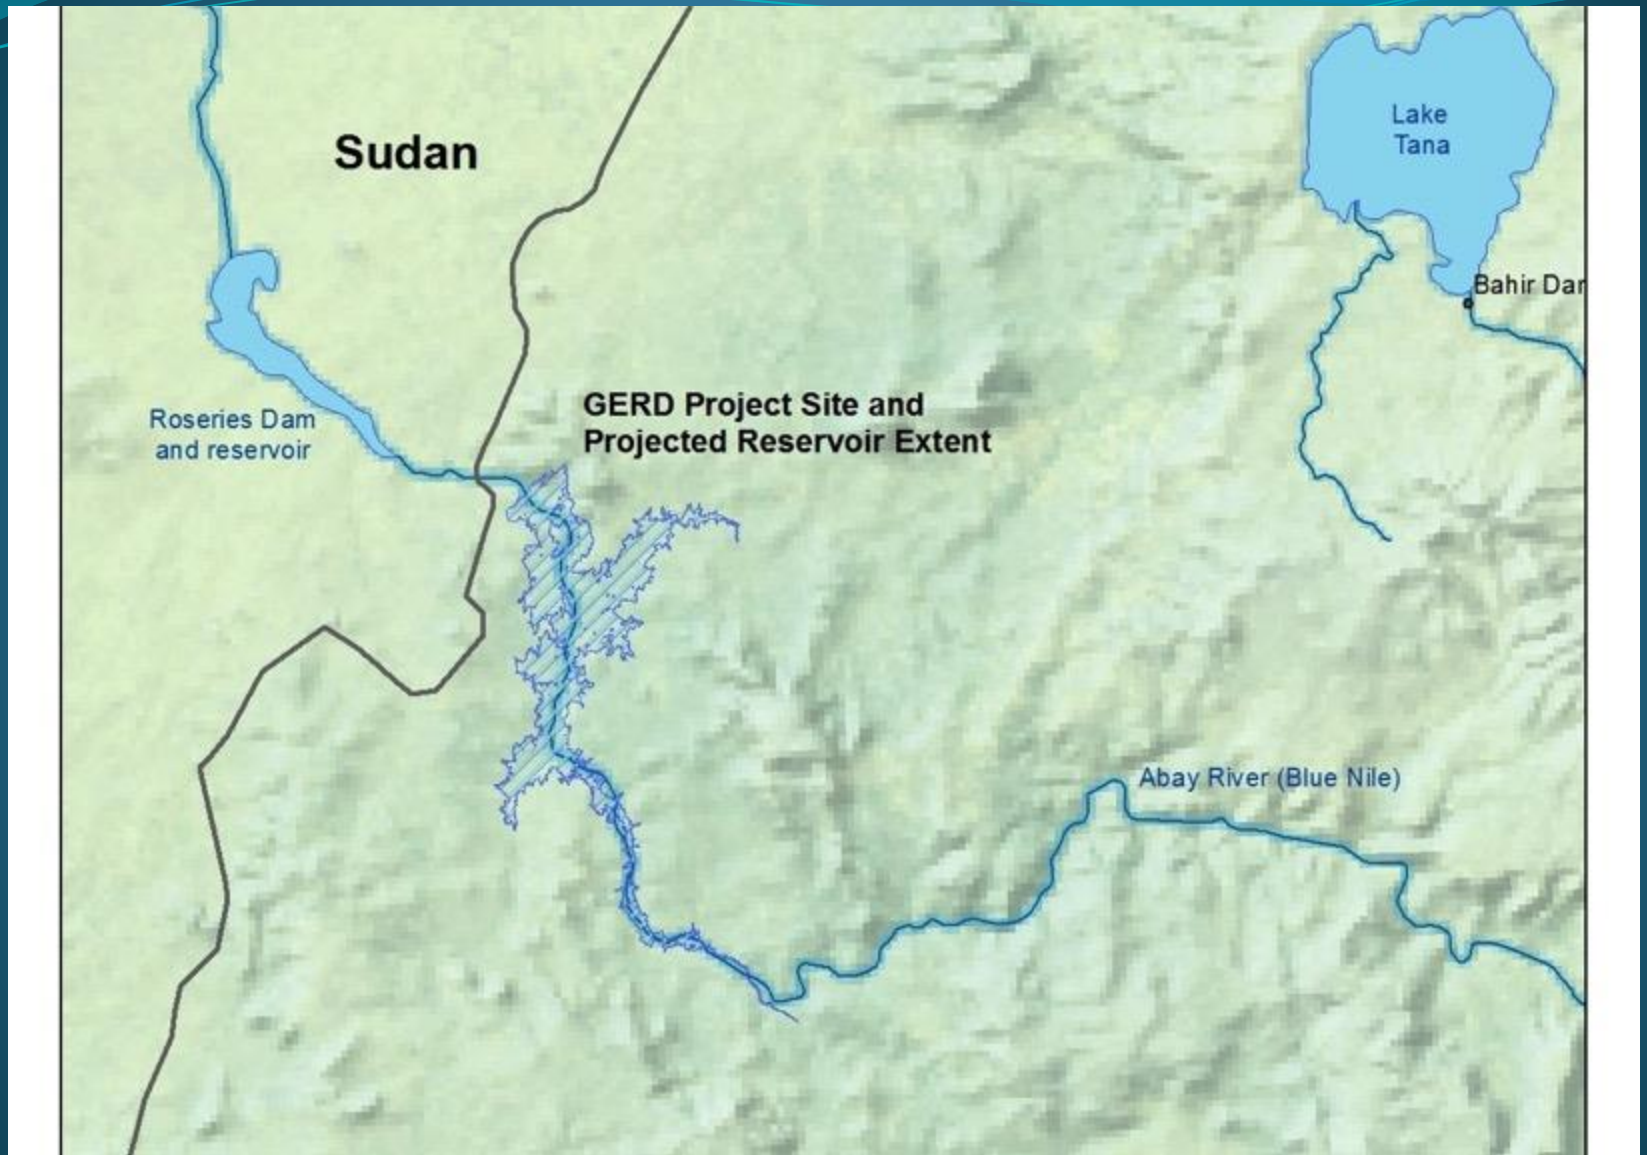 Lake
Tana
Sudan
Bahir Dar
GERD Project Site and
Projected Reservoir Extent
Roseries Dam
and reservoir
Abay River (Blue Nile)